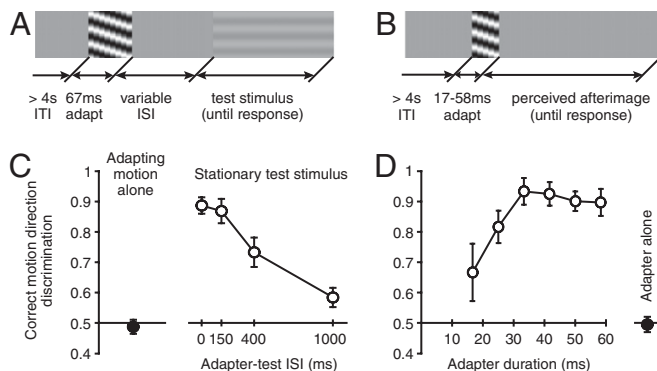 A
> 4s ITI
67ms adapt
variable ISI
test stimulus (until response)
B
> 4s ITI
17-58ms adapt
perceived afterimage (until response)
C
Adapting motion alone
Stationary test stimulus
Correct motion direction discrimination
1
0.9
0.8
0.7
0.6
0.5
0.4
0 150 400 1000
Adapter-test ISI (ms)
D
1
0.9
0.8
0.7
0.6
0.5
0.4
10 20 30 40 50 60
Adapter duration (ms)
Adapter alone